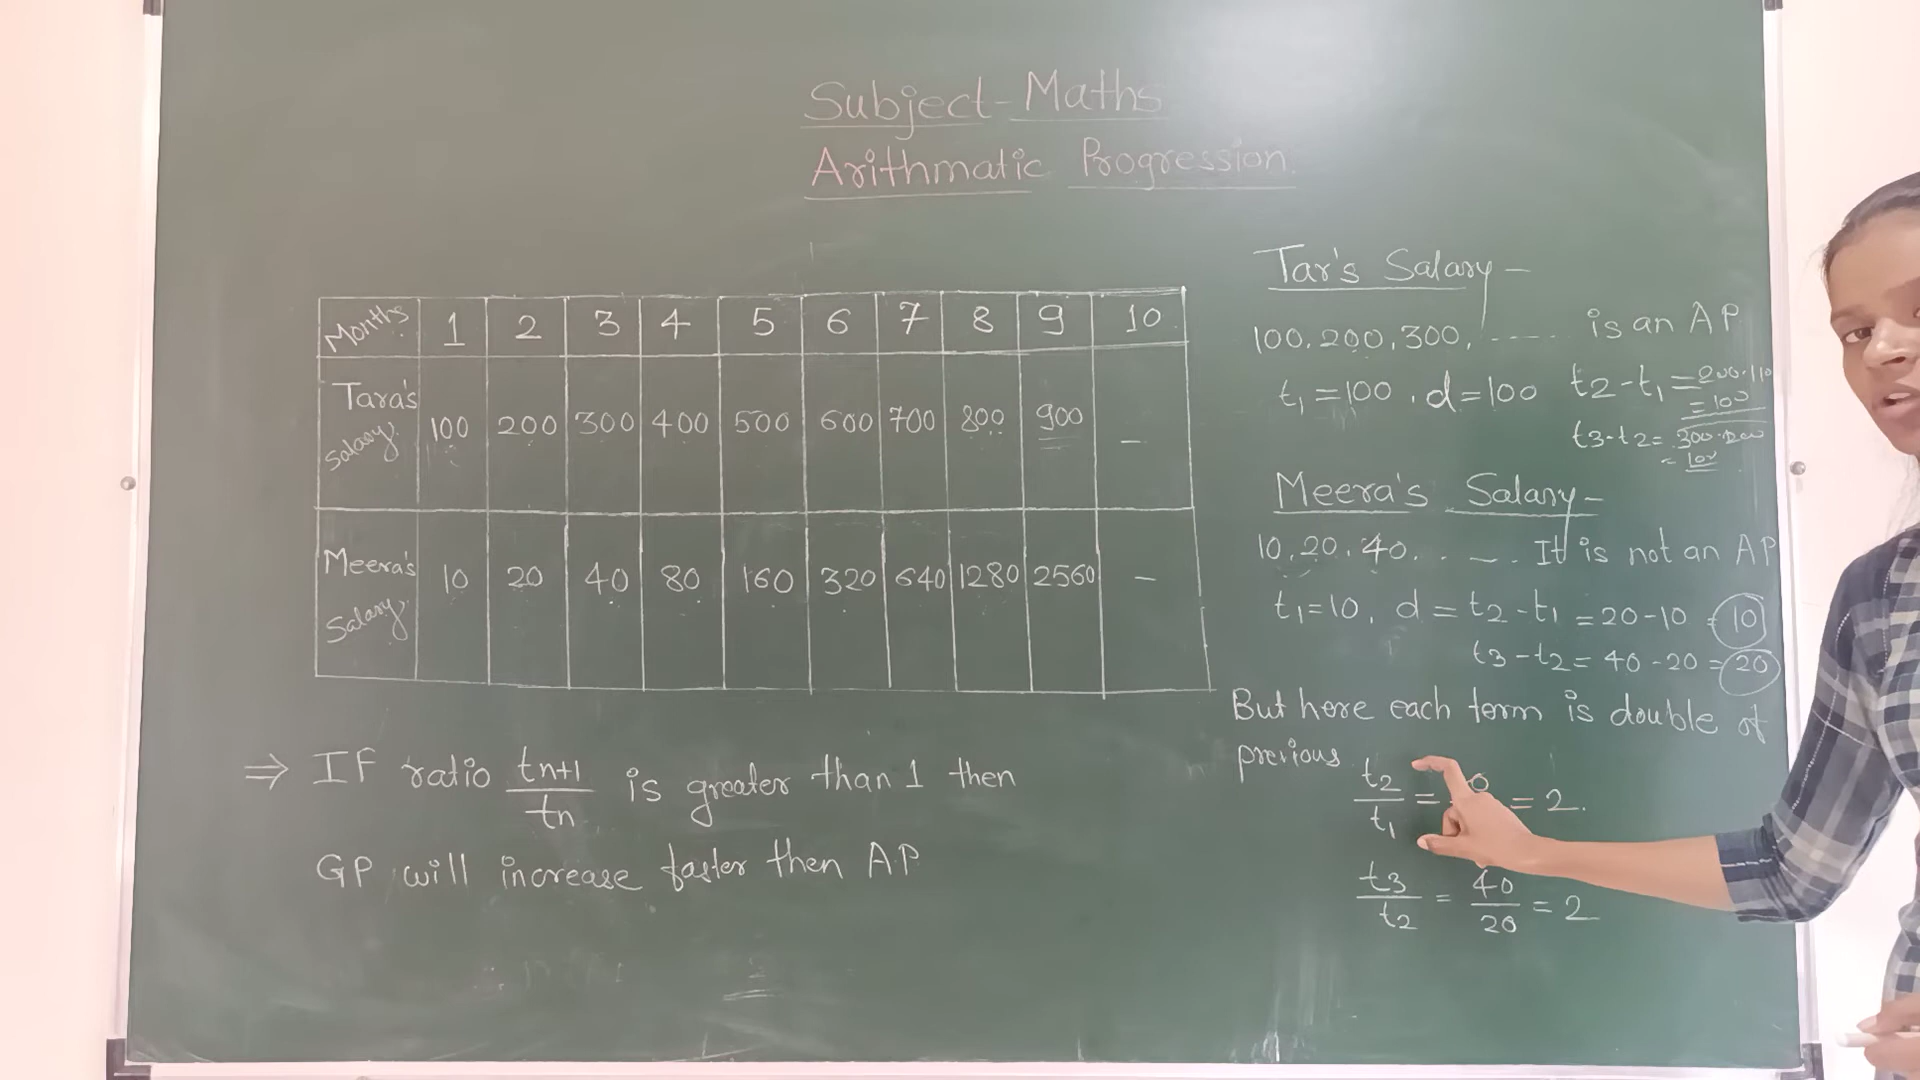 Subject-Maths
Arithmatic Progression.
Months. 1 2 3 4 5 6 7 8 9 10
Tara's Salary. 100 200 300 400 500 600 700 800 900 –
Meera's Salary. 10 20 40 80 160 320 640 1280 2560 –
⇒ IF ratio tn+1/tn is greater than 1 then
GP will increase faster then AP
Tar's Salary –
100, 200, 300, ..... is an AP
t1 = 100, d = 100 t2 - t1 =
= 100
t3 - t2 = 300-200
= 100
Meera's Salary –
10, 20, 40. . – . It is not an AP
t1 = 10, d = t2 - t1 = 20 - 10 = 10
t3 - t2 = 40 - 20 = 20
But here each term is double of
previous
t2/t1 = = 2.
t3/t2 = 40/20 = 2